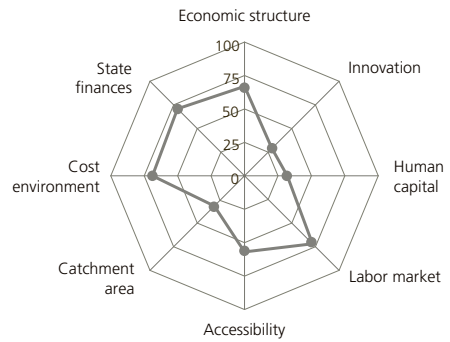 Economic structure
100
State
finances
Innovation
75
50
25
Cost
environment
0
Human
capital
Catchment
area
Labor market
Accessibility